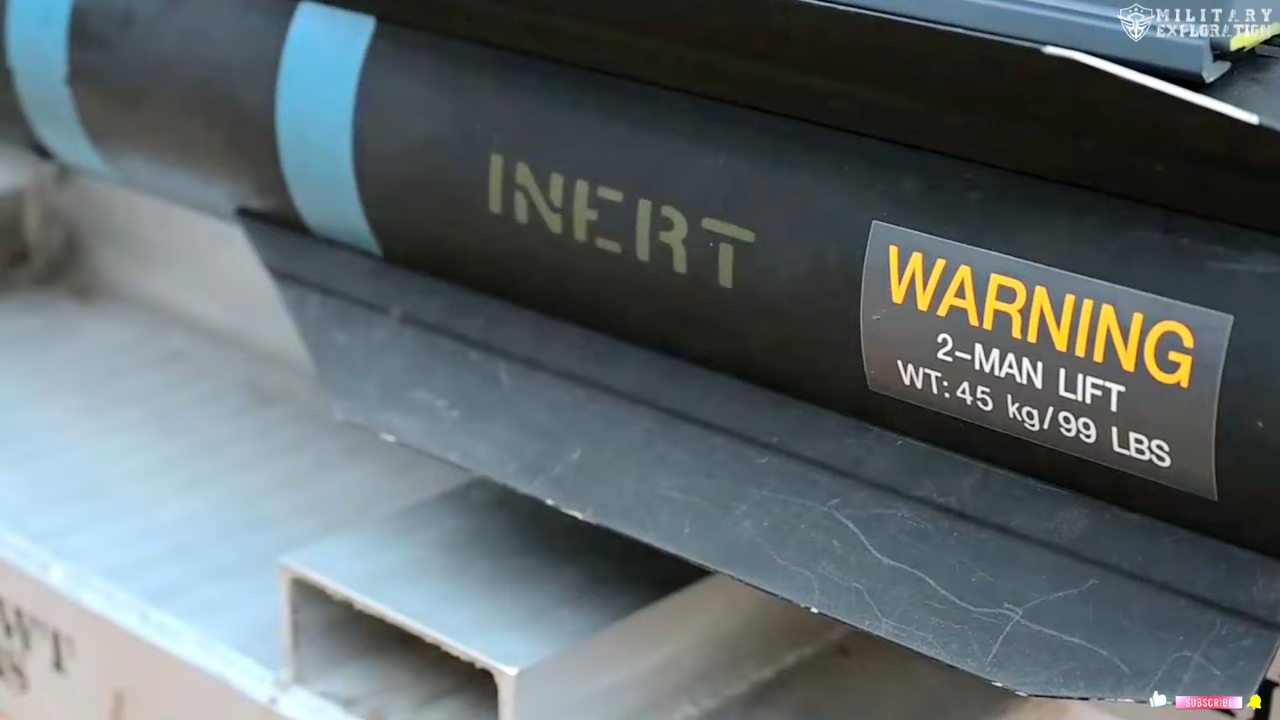 MILITARY
EXPLORATION
INERT
WARNING
2-MAN LIFT
WT: 45 kg/99 LBS
SUBSCRIBE